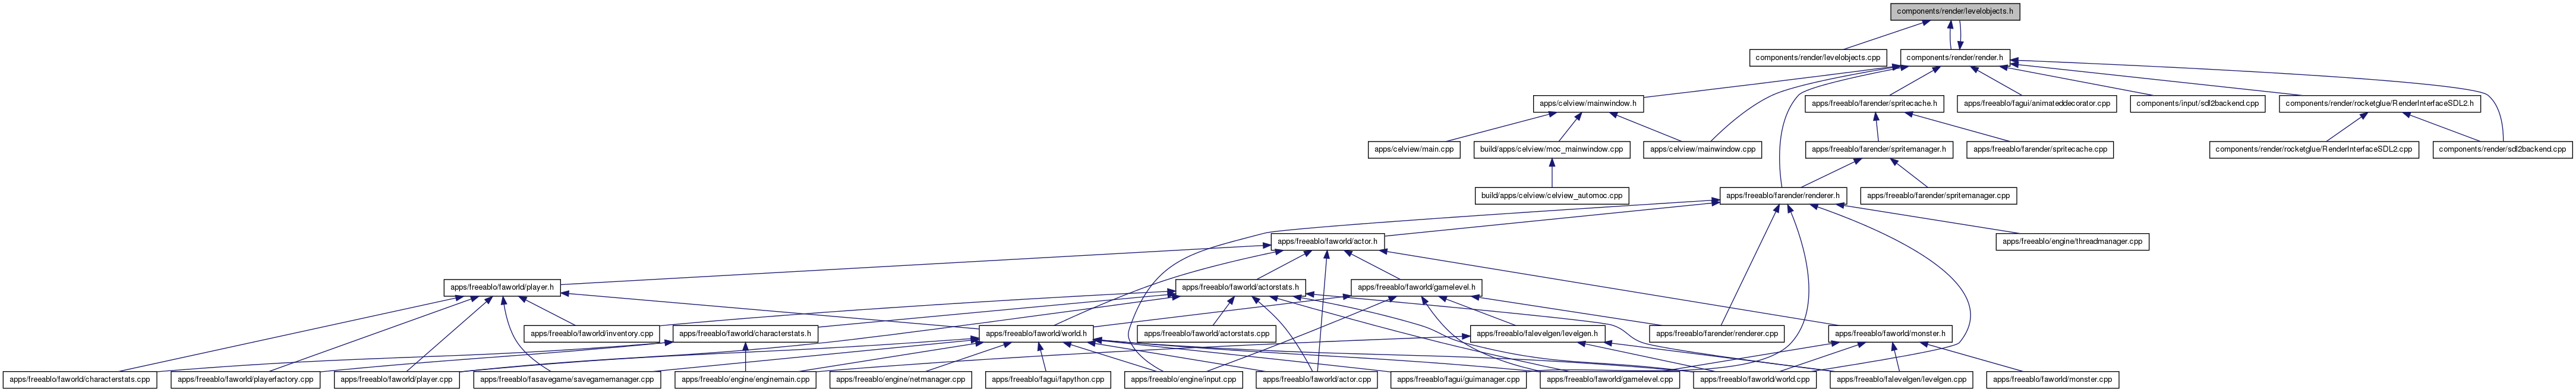 components/render/levelobjects.h
components/render/levelobjects.cpp
components/render/render.h
apps/celview/mainwindow.h
apps/freeablo/farender/spritecache.h
apps/freeablo/fagui/animateddecorator.cpp
components/input/sdl2backend.cpp
components/render/rocketglue/RenderInterfaceSDL2.h
apps/celview/main.cpp
build/apps/celview/moc_mainwindow.cpp
apps/celview/mainwindow.cpp
apps/freeablo/farender/spritemanager.h
apps/freeablo/farender/spritecache.cpp
components/render/rocketglue/RenderInterfaceSDL2.cpp
components/render/sdl2backend.cpp
build/apps/celview/celview_automoc.cpp
apps/freeablo/farender/renderer.h
apps/freeablo/farender/spritemanager.cpp
apps/freeablo/faworld/actor.h
apps/freeablo/engine/threadmanager.cpp
apps/freeablo/faworld/player.h
apps/freeablo/faworld/actorstats.h
apps/freeablo/faworld/gamelevel.h
apps/freeablo/faworld/inventory.cpp
apps/freeablo/faworld/characterstats.h
apps/freeablo/faworld/world.h
apps/freeablo/faworld/actorstats.cpp
apps/freeablo/falevelgen/levelgen.h
apps/freeablo/farender/renderer.cpp
apps/freeablo/faworld/monster.h
apps/freeablo/faworld/characterstats.cpp
apps/freeablo/faworld/playerfactory.cpp
apps/freeablo/faworld/player.cpp
apps/freeablo/fasavegame/savegamemanager.cpp
apps/freeablo/engine/enginemain.cpp
apps/freeablo/engine/netmanager.cpp
apps/freeablo/fagui/fapython.cpp
apps/freeablo/engine/input.cpp
apps/freeablo/faworld/actor.cpp
apps/freeablo/fagui/guimanager.cpp
apps/freeablo/faworld/gamelevel.cpp
apps/freeablo/faworld/world.cpp
apps/freeablo/falevelgen/levelgen.cpp
apps/freeablo/faworld/monster.cpp